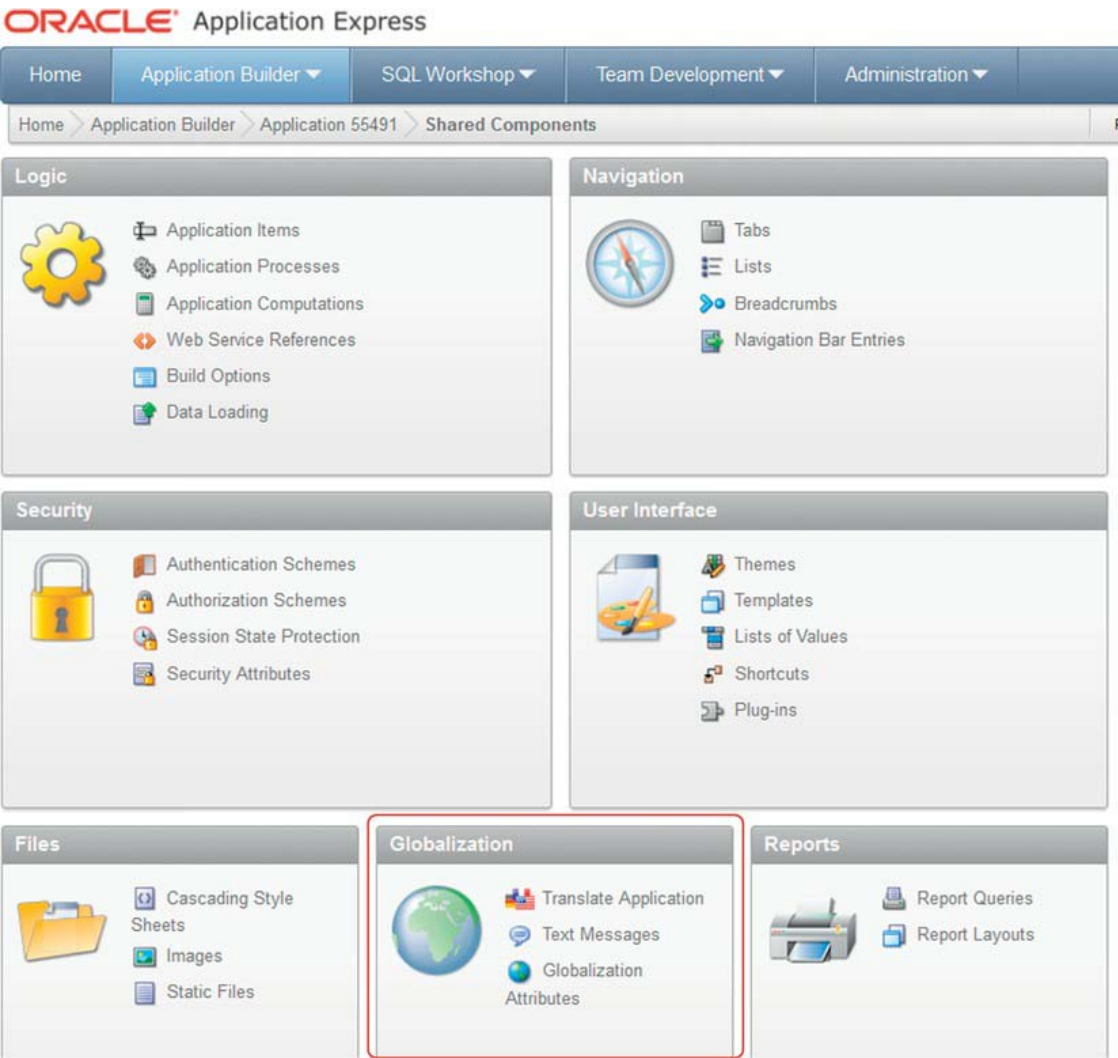 ORACLE Application Express
Home Application Builder SQL Workshop Team Development Administration
Home Application Builder Application 55491 Shared Components
Logic
Application Items
Application Processes
Application Computations
Web Service References
Build Options
Data Loading
Navigation
Tabs
Lists
Breadcrumbs
Navigation Bar Entries
Security
Authentication Schemes
Authorization Schemes
Session State Protection
Security Attributes
User Interface
Themes
Templates
Lists of Values
Shortcuts
Plug-ins
Files
Cascading Style
Sheets
Images
Static Files
Globalization
Translate Application
Text Messages
Globalization
Attributes
Reports
Report Queries
Report Layouts